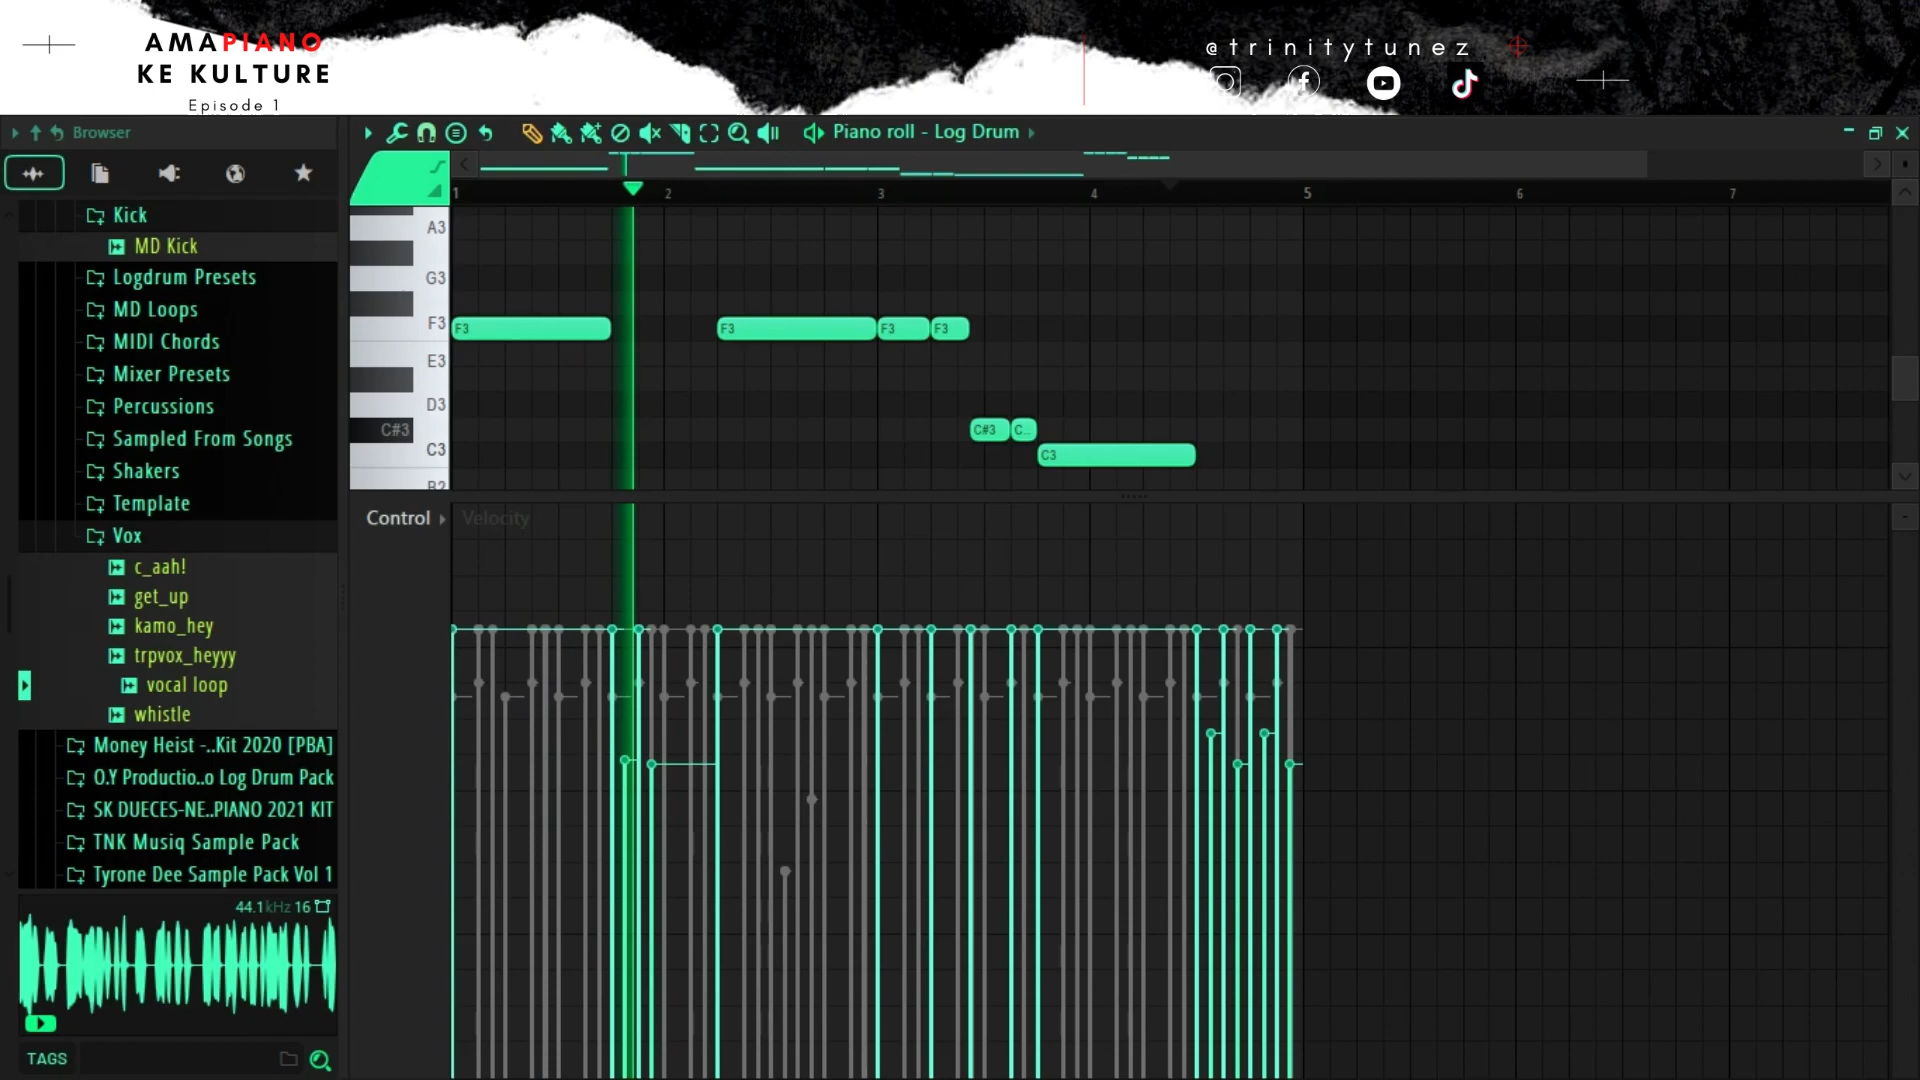 AMAPIANO
KE KULTURE
Episode 1
@trinitytunez
Browser
Piano roll - Log Drum
Kick
MD Kick
Logdrum Presets
MD Loops
MIDI Chords
Mixer Presets
Percussions
Sampled From Songs
Shakers
Template
Vox
c_aah!
get_up
kamo_hey
trpvox_heyyy
vocal loop
whistle
Money Heist -..Kit 2020 [PBA]
O.Y Productio..o Log Drum Pack
SK DUECES-NE..PIANO 2021 KIT
TNK Musiq Sample Pack
Tyrone Dee Sample Pack Vol 1
44.1kHz 16
TAGS
1 2 3 4 5 6 7
A3
G3
F3
E3
D3
C#3
C3
B2
F3 F3 F3 F3
C#3 C..
C3
Control Velocity